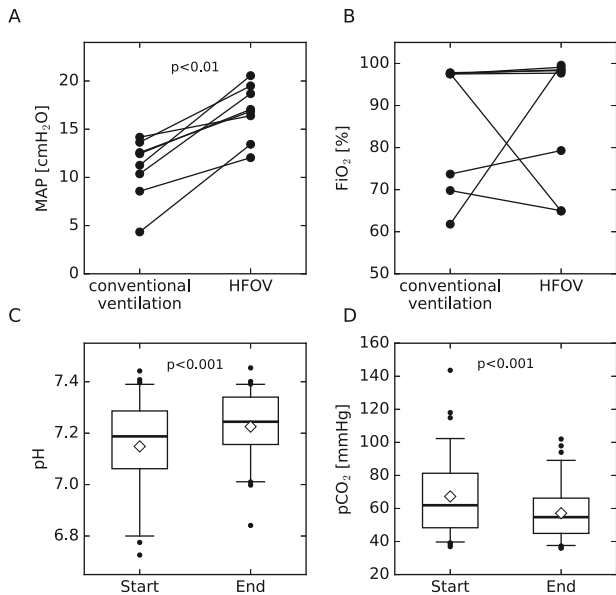 A
p<0.01
MAP [cmH₂O]
20
15
10
5
0
conventional
ventilation
HFOV
B
FiO₂ [%]
100
90
80
70
60
50
conventional
ventilation
HFOV
C
p<0.001
pH
7.4
7.2
7.0
6.8
Start
End
D
p<0.001
pCO₂ [mmHg]
160
140
120
100
80
60
40
20
Start
End